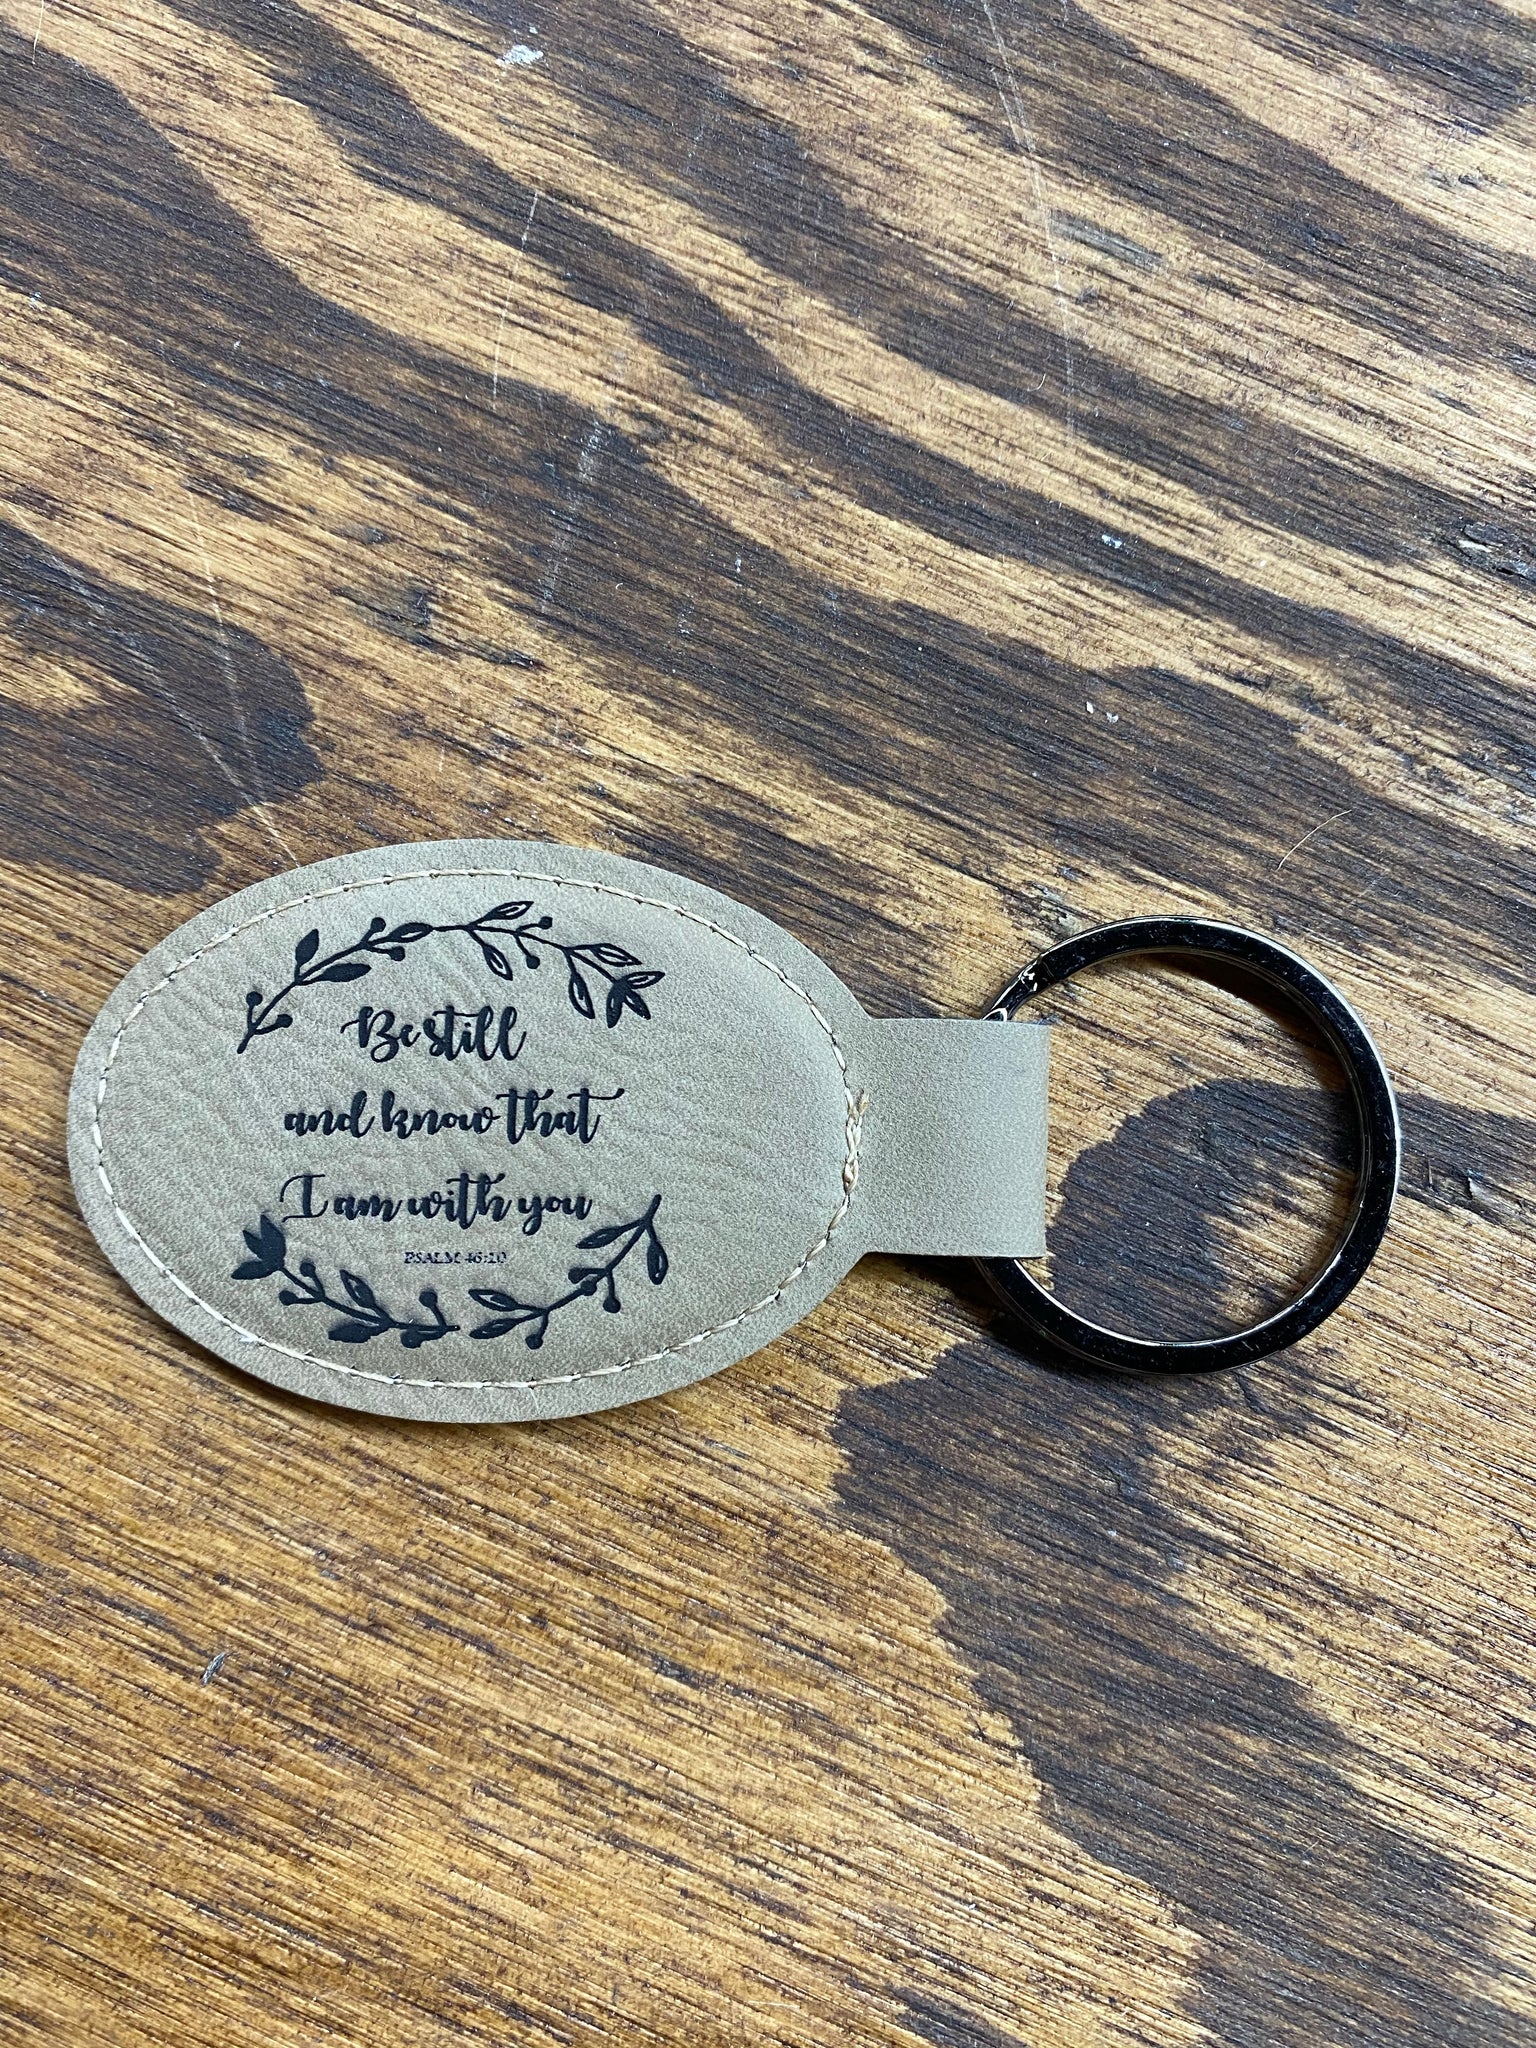 Be still
and know that
I am with you
PSALM 46:10